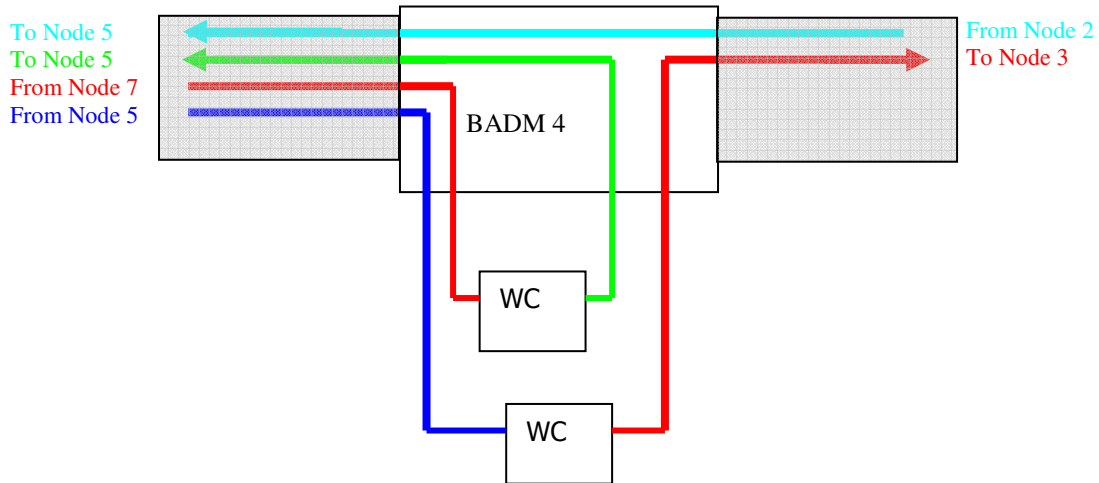 To Node 5
To Node 5
From Node 7
From Node 5
From Node 2
To Node 3
BADM 4
WC
WC